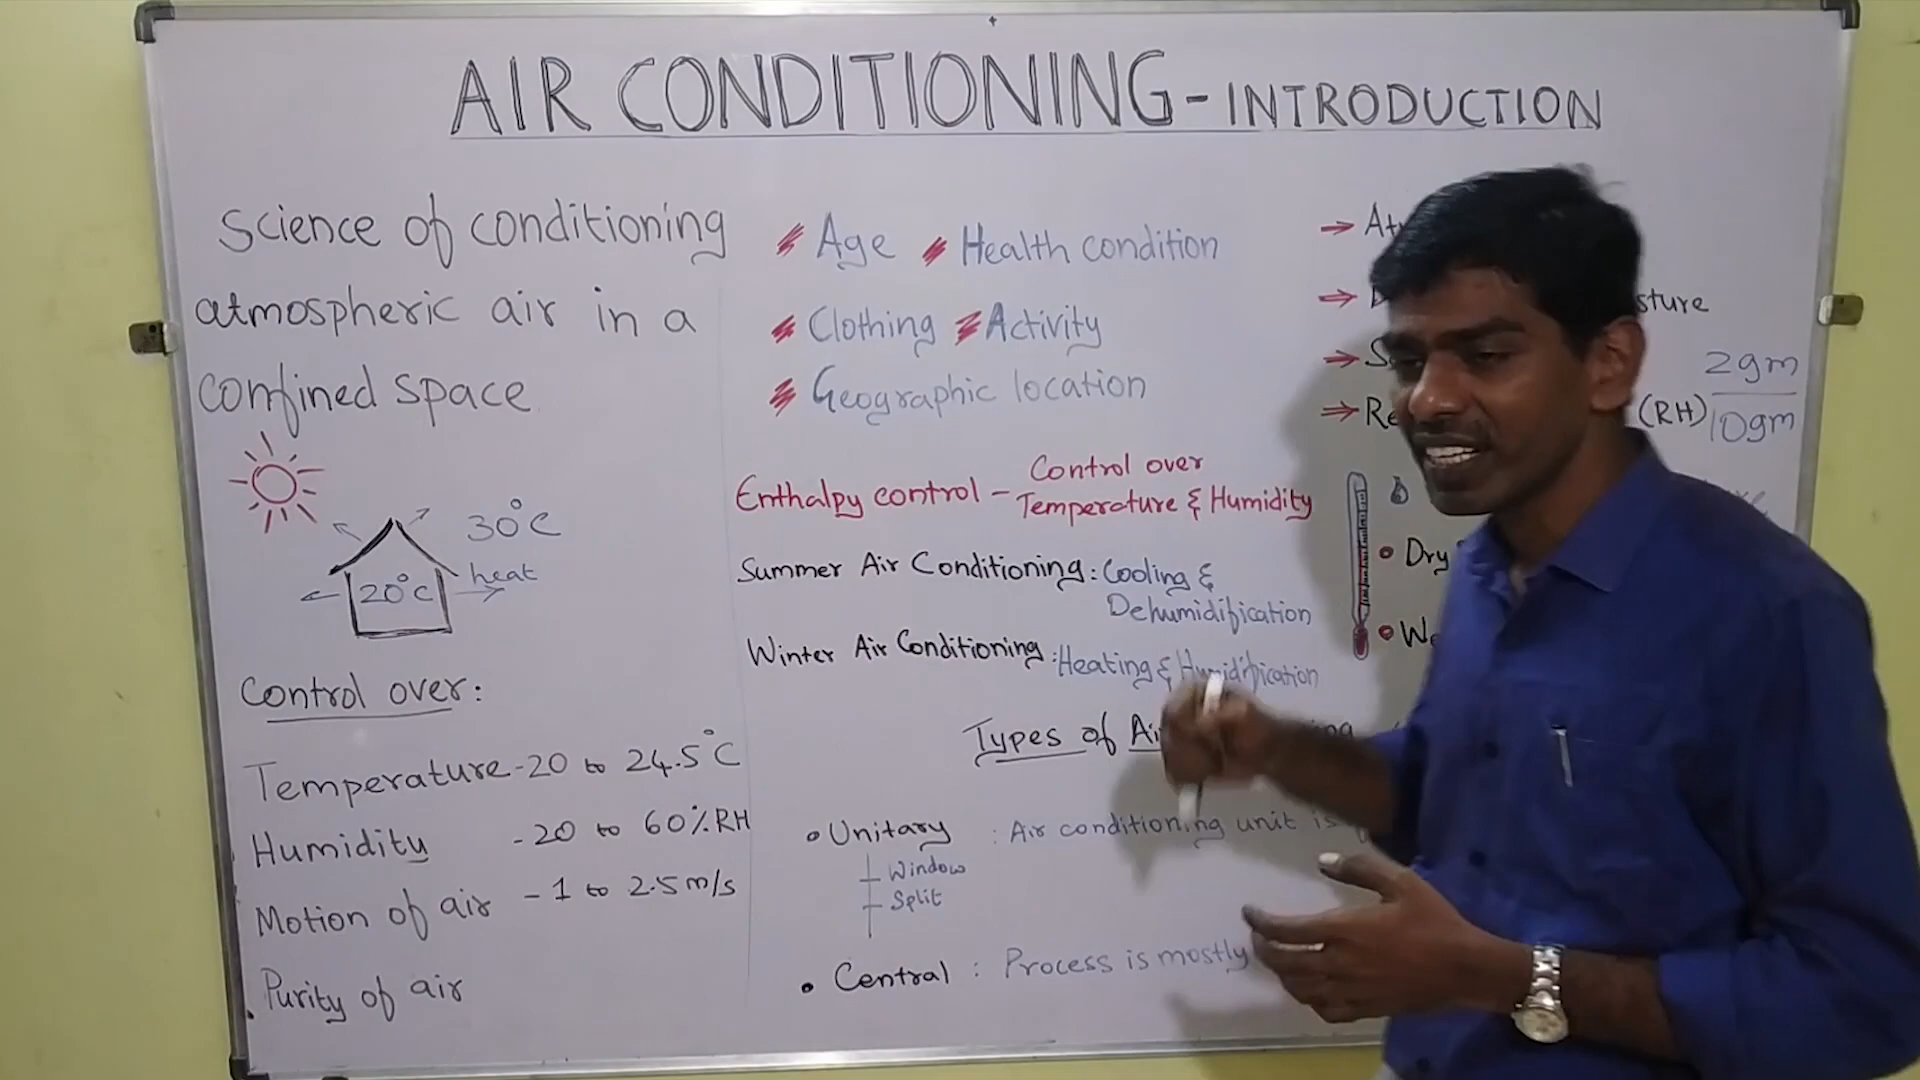 AIR CONDITIONING - INTRODUCTION
Science of conditioning
atmospheric air in a
confined space
30°C
20°C
heat
Control over:
Temperature - 20 to 24.5°C
Humidity - 20 to 60% RH
Motion of air - 1 to 2.5 m/s
Purity of air
Age Health condition
Clothing Activity
Geographic location
Enthalpy control - Control over
Temperature & Humidity
Summer Air Conditioning: Cooling &
Dehumidification
Winter Air Conditioning: Heating & Humidification
Types of
Unitary : Air conditioning unit is
Window
Split
Central : Process is mostly
(RH) 2gm
10gm
Dry